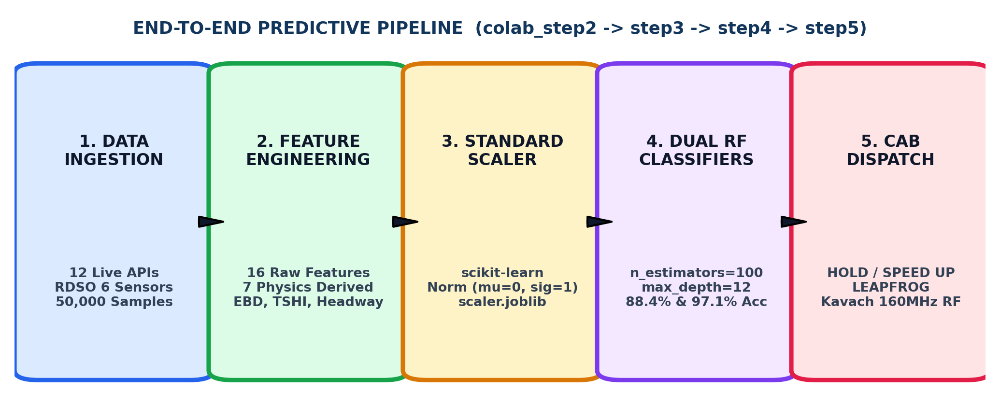 END-TO-END PREDICTIVE PIPELINE  (colab_step2 -> step3 -> step4 -> step5)
1. DATA
INGESTION
12 Live APIs
RDSO 6 Sensors
50,000 Samples
2. FEATURE
ENGINEERING
16 Raw Features
7 Physics Derived
EBD, TSHI, Headway
3. STANDARD
SCALER
scikit-learn
Norm (mu=0, sig=1)
scaler.joblib
4. DUAL RF
CLASSIFIERS
n_estimators=100
max_depth=12
88.4% & 97.1% Acc
5. CAB
DISPATCH
HOLD / SPEED UP
LEAPFROG
Kavach 160MHz RF